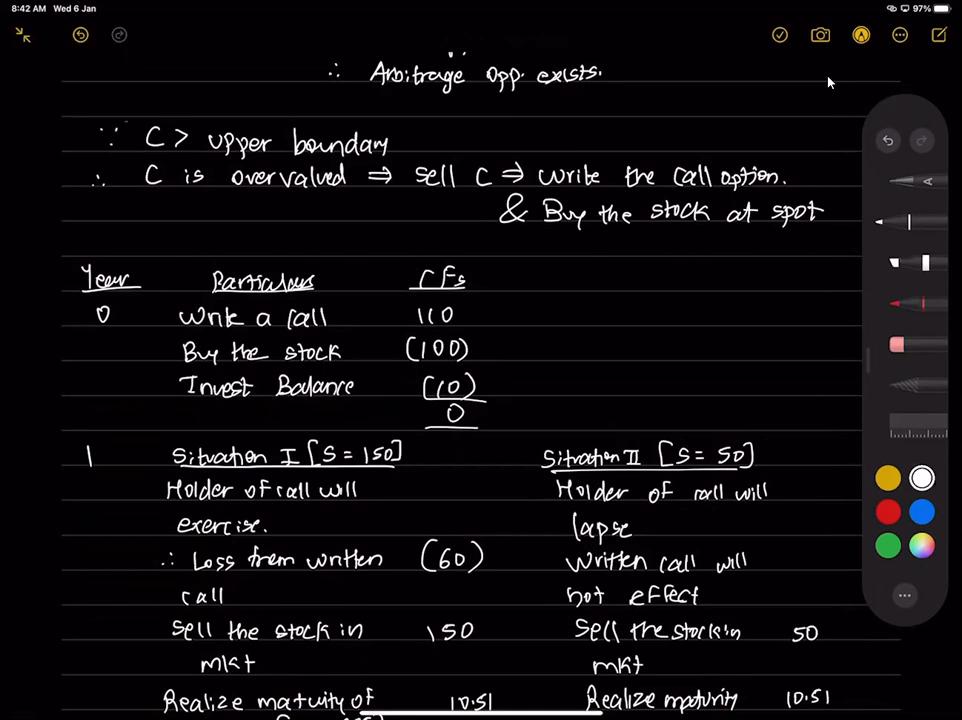 8:42 AM Wed 6 Jan 97%
∴ Arbitrage opp. exists.
∵ C > upper boundary
∴ C is overvalued ⇒ sell C ⇒ Write the call option.
& Buy the stock at spot
Year Particulars CFs
0 Write a call 110
Buy the stock (100)
Invest Balance (10)
0
1 Situation I [S = 150] Situation II [S = 50]
Holder of call will Holder of call will
exercise. lapse
∴ Loss from written (60) Written call will
call not effect
Sell the stock in 150 Sell the stock in 50
mkt mkt
Realize maturity of 10.51 Realize maturity 10.51